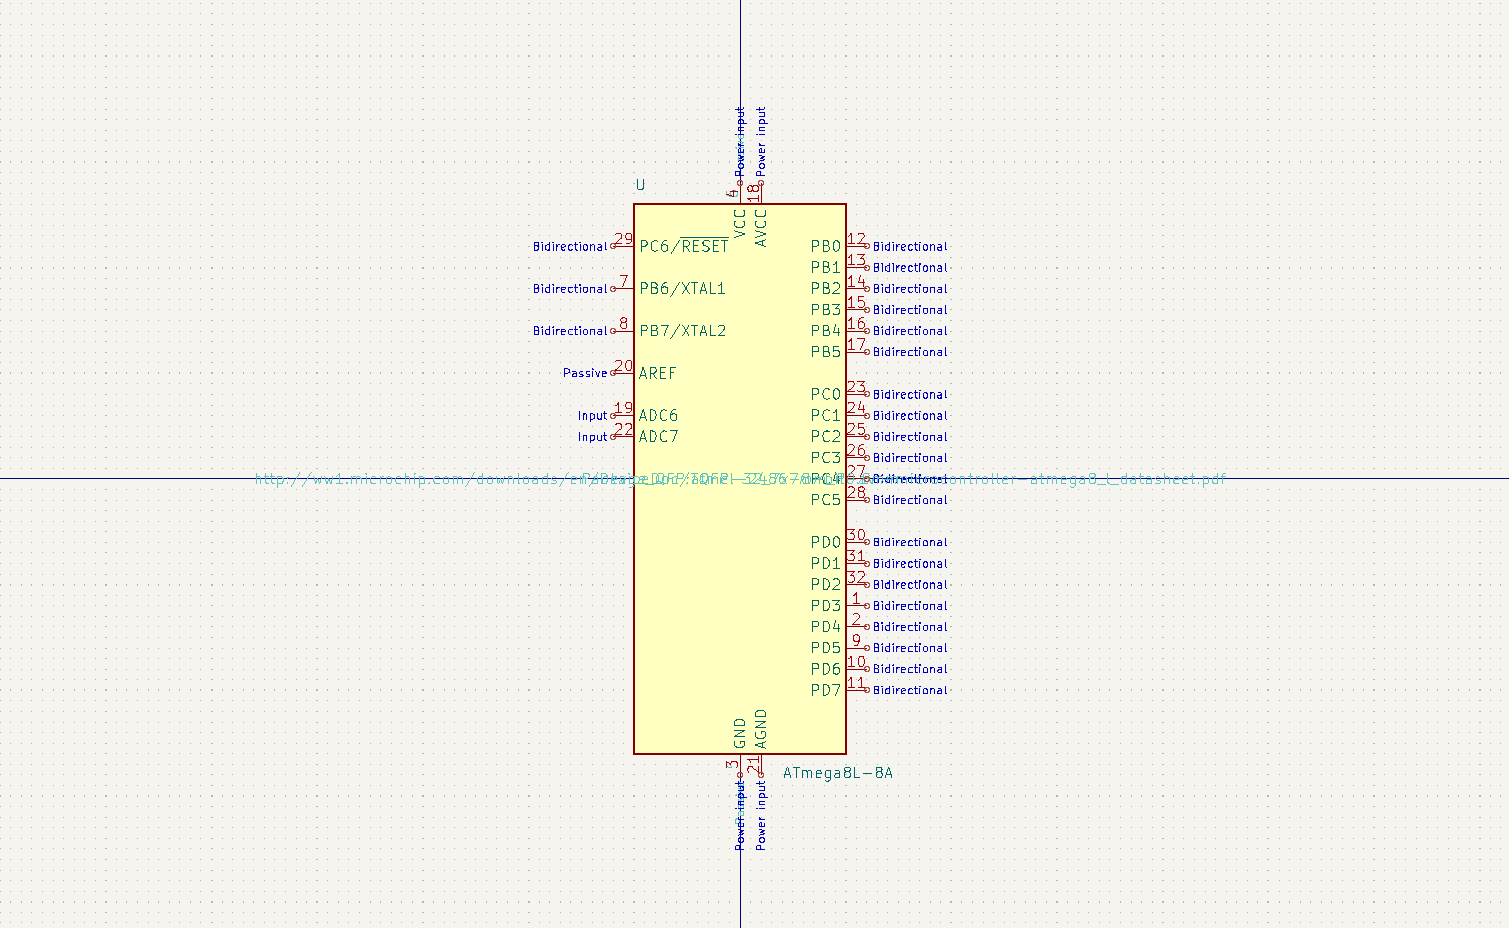 Power input
Power input
U
4
18
VCC
AVCC
Bidirectional 29 PC6/RESET
Bidirectional 7 PB6/XTAL1
Bidirectional 8 PB7/XTAL2
Passive 20 AREF
Input 19 ADC6
Input 22 ADC7
PB0 12 Bidirectional
PB1 13 Bidirectional
PB2 14 Bidirectional
PB3 15 Bidirectional
PB4 16 Bidirectional
PB5 17 Bidirectional
PC0 23 Bidirectional
PC1 24 Bidirectional
PC2 25 Bidirectional
PC3 26 Bidirectional
http://ww1.microchip.com/downloads/en/
PC4 27 Bidirectional
controller-atmega8_l_datasheet.pdf
PC5 28 Bidirectional
PD0 30 Bidirectional
PD1 31 Bidirectional
PD2 32 Bidirectional
PD3 1 Bidirectional
PD4 2 Bidirectional
PD5 9 Bidirectional
PD6 10 Bidirectional
PD7 11 Bidirectional
GND
AGND
3
21
ATmega8L-8A
Power input
Power input